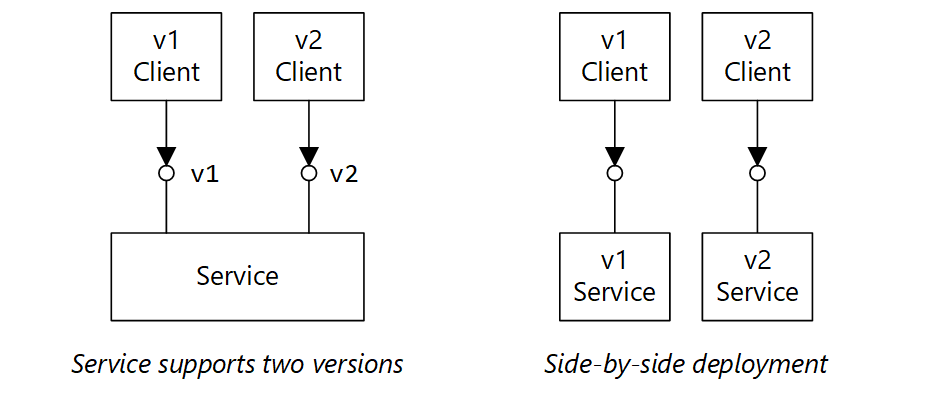 v1
Client
v2
Client
v1
v2
Service
Service supports two versions
v1
Client
v2
Client
v1
Service
v2
Service
Side-by-side deployment